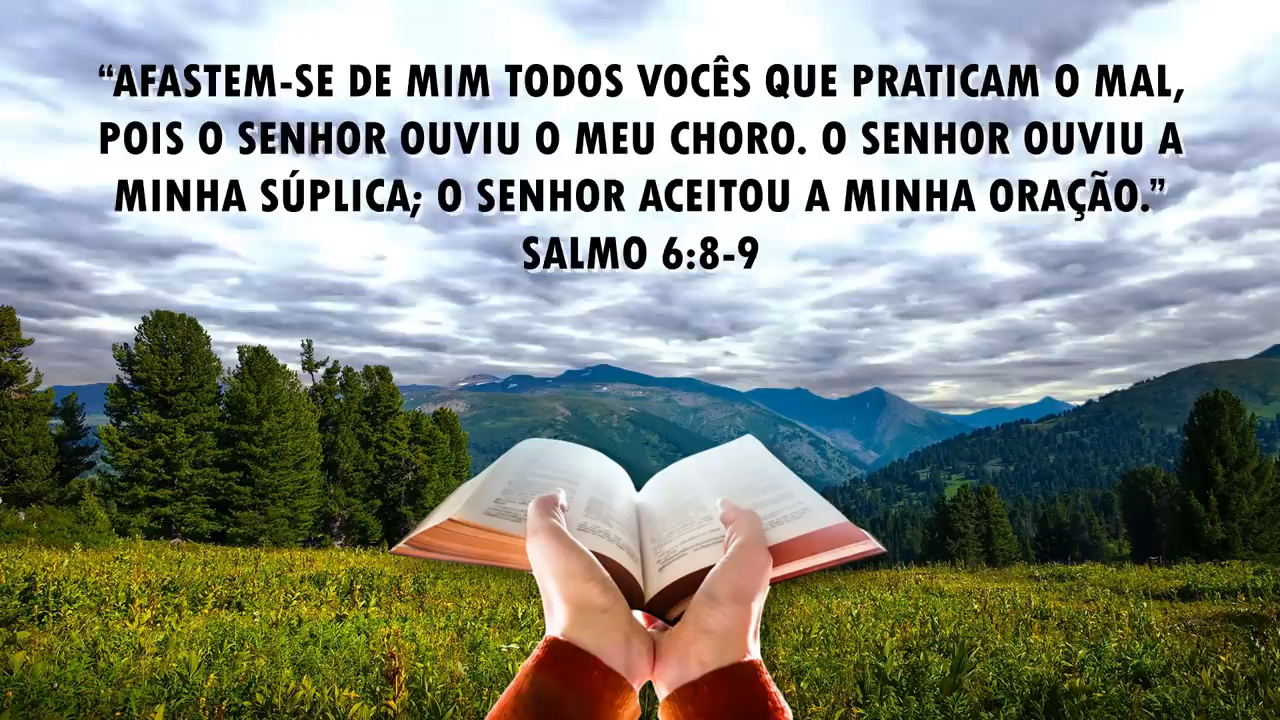 “AFASTEM-SE DE MIM TODOS VOCÊS QUE PRATICAM O MAL,
POIS O SENHOR OUVIU O MEU CHORO. O SENHOR OUVIU A
MINHA SÚPLICA; O SENHOR ACEITOU A MINHA ORAÇÃO.”
SALMO 6:8-9